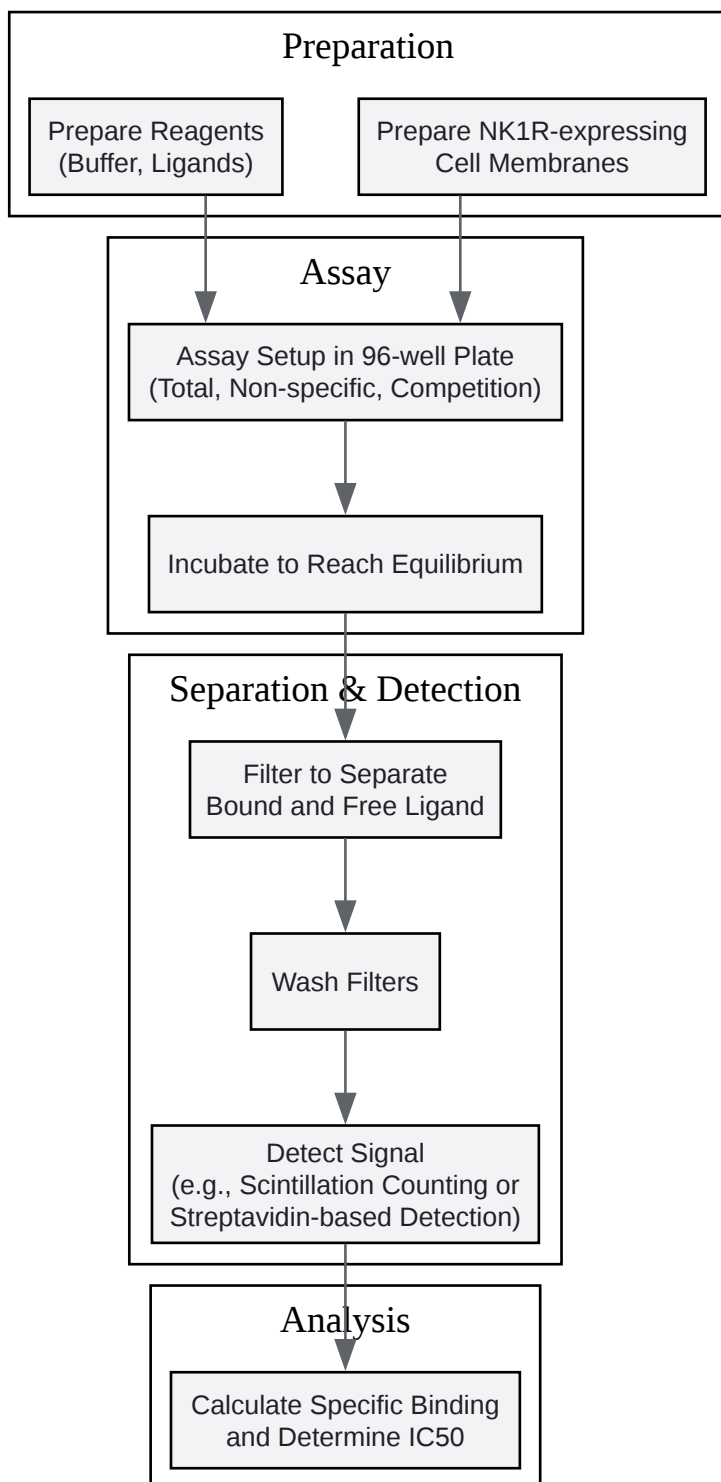 Preparation
Prepare Reagents
(Buffer, Ligands)
Prepare NK1R-expressing
Cell Membranes
Assay
Assay Setup in 96-well Plate
(Total, Non-specific, Competition)
Incubate to Reach Equilibrium
Separation & Detection
Filter to Separate
Bound and Free Ligand
Wash Filters
Detect Signal
(e.g., Scintillation Counting or
Streptavidin-based Detection)
Analysis
Calculate Specific Binding
and Determine IC50